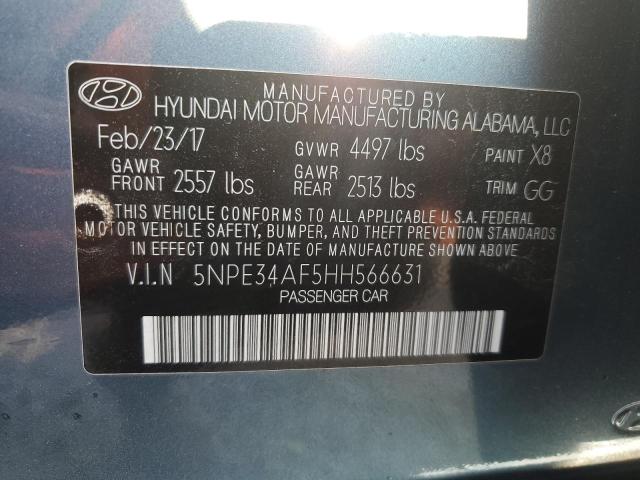 MANUFACTURED BY
HYUNDAI MOTOR MANUFACTURING ALABAMA, LLC
Feb/23/17 GVWR 4497 lbs PAINT X8
GAWR FRONT 2557 lbs GAWR REAR 2513 lbs TRIM GG
THIS VEHICLE CONFORMS TO ALL APPLICABLE U.S.A. FEDERAL
MOTOR VEHICLE SAFETY, BUMPER, AND THEFT PREVENTION STANDARDS
IN EFFECT ON THE DATE OF MANUFACTURE SHOWN ABOVE
V.I.N 5NPE34AF5HH566631
PASSENGER CAR